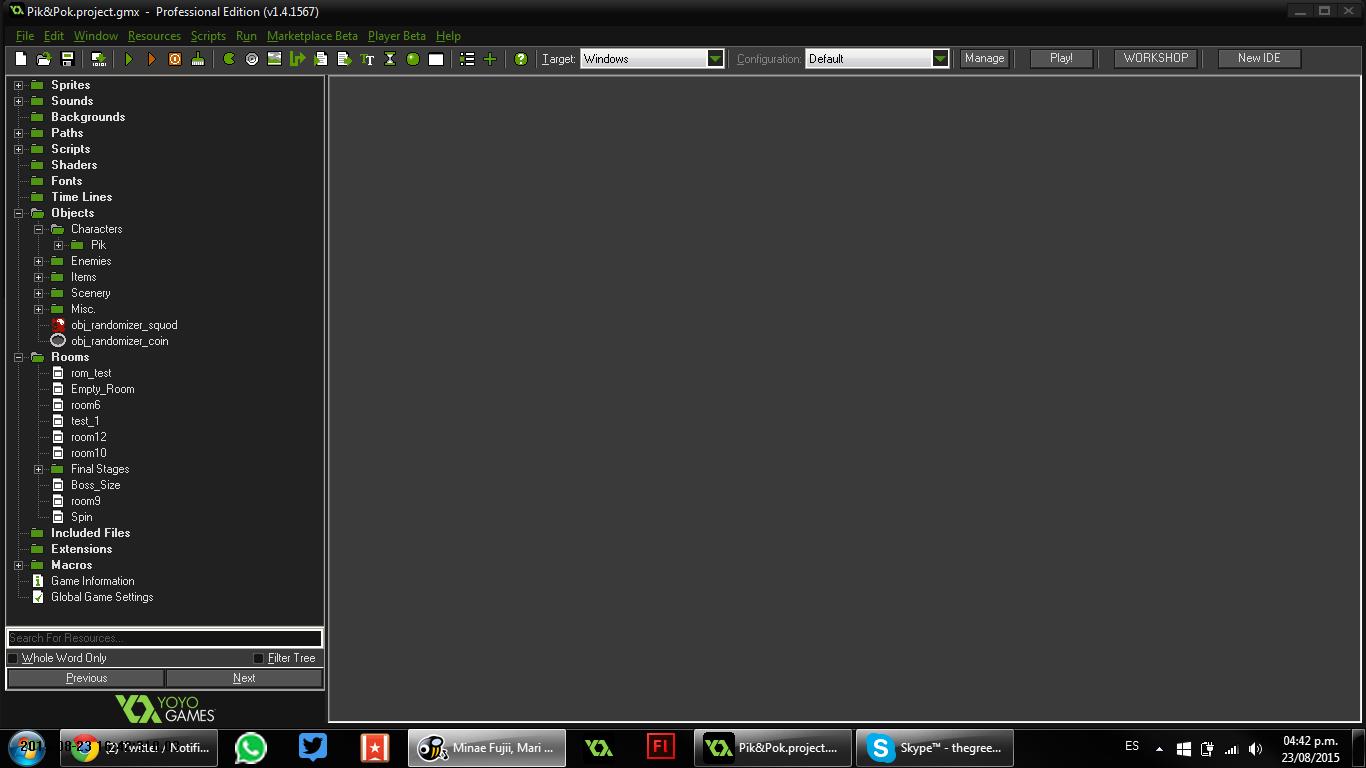 Pik&Pok.project.gmx - Professional Edition (v1.4.1567)
File Edit Window Resources Scripts Run Marketplace Beta Player Beta Help
Target: Windows Configuration: Default Manage Play! WORKSHOP New IDE
Sprites
Sounds
Backgrounds
Paths
Scripts
Shaders
Fonts
Time Lines
Objects
Characters
Pik
Enemies
Items
Scenery
Misc.
obj_randomizer_squod
obj_randomizer_coin
Rooms
rom_test
Empty_Room
room6
test_1
room12
room10
Final Stages
Boss_Size
room9
Spin
Included Files
Extensions
Macros
Game Information
Global Game Settings
Search For Resources...
Whole Word Only Filter Tree
Previous Next
YOYO
GAMES
(2) Twitter / Notifi... Minae Fujii, Mari ... Fl Pik&Pok.project.... Skype™ - thegree... ES
04:42 p.m.
23/08/2015